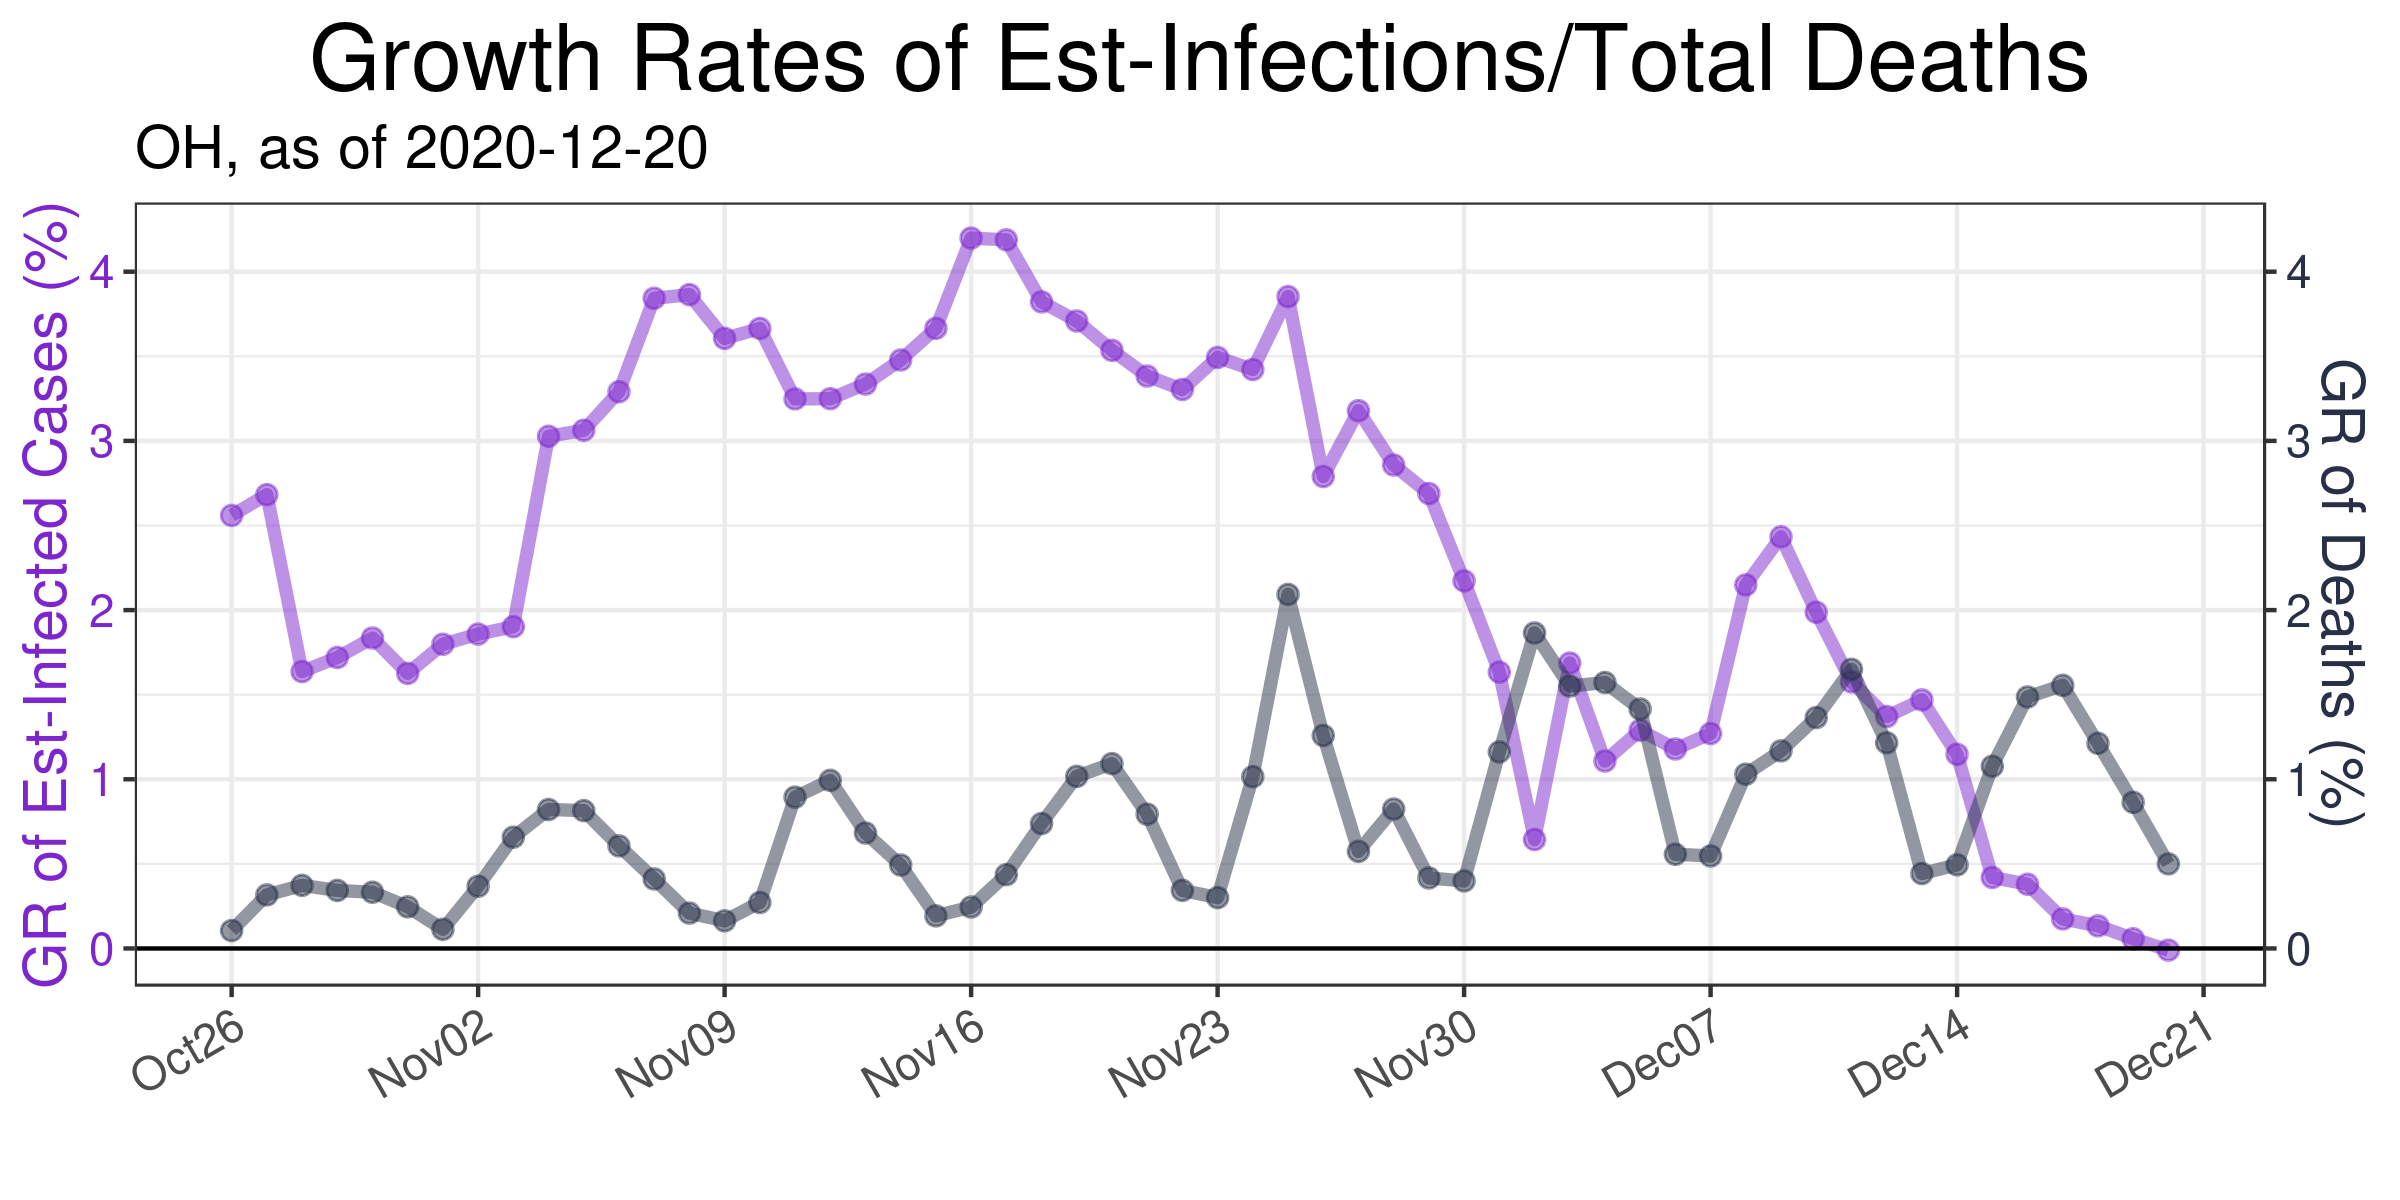 Growth Rates of Est-Infections/Total Deaths
OH, as of 2020-12-20
GR of Est-Infected Cases (%)
4
3
2
1
0
4
3
2
1
0
GR of Deaths (%)
Oct26
Nov02
Nov09
Nov16
Nov23
Nov30
Dec07
Dec14
Dec21